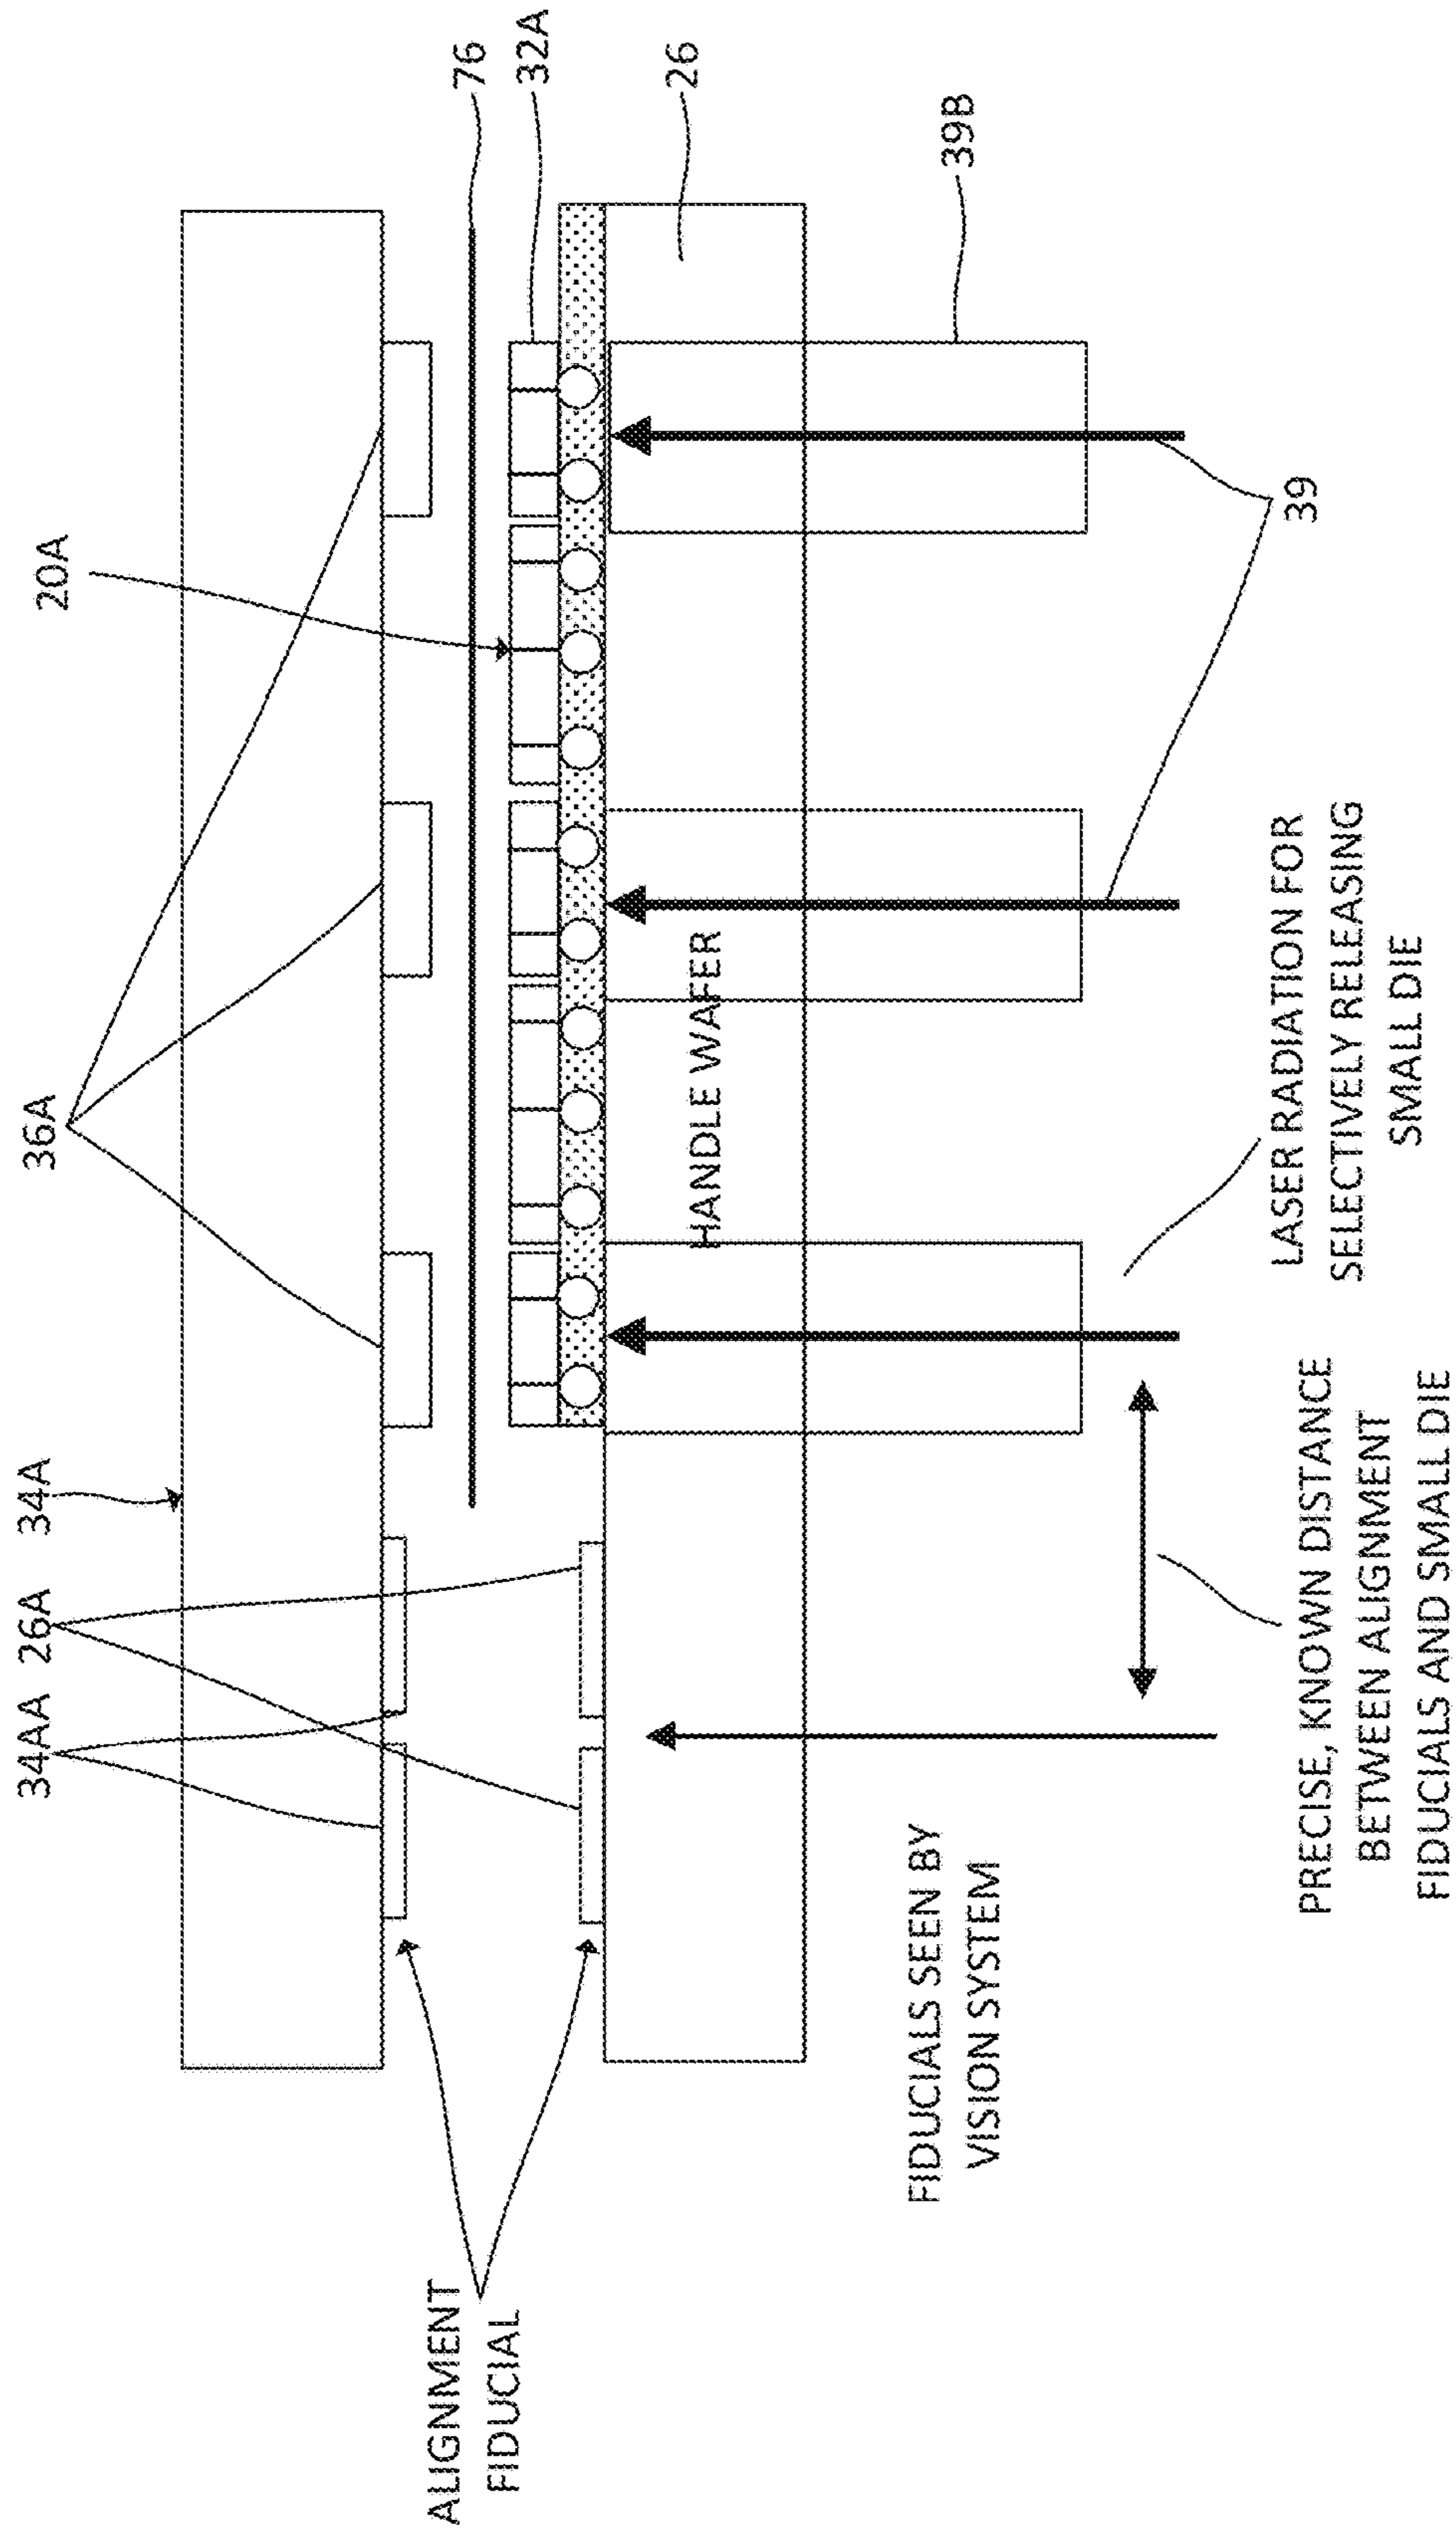 ALIGNMENT
FIDUCIAL
34AA
26A
34A
36A
20A
76
32A
26
39B
39
HANDLE WAFER
FIDUCIALS SEEN BY
VISION SYSTEM
PRECISE, KNOWN DISTANCE
BETWEEN ALIGNMENT
FIDUCIALS AND SMALL DIE
LASER RADIATION FOR
SELECTIVELY RELEASING
SMALL DIE